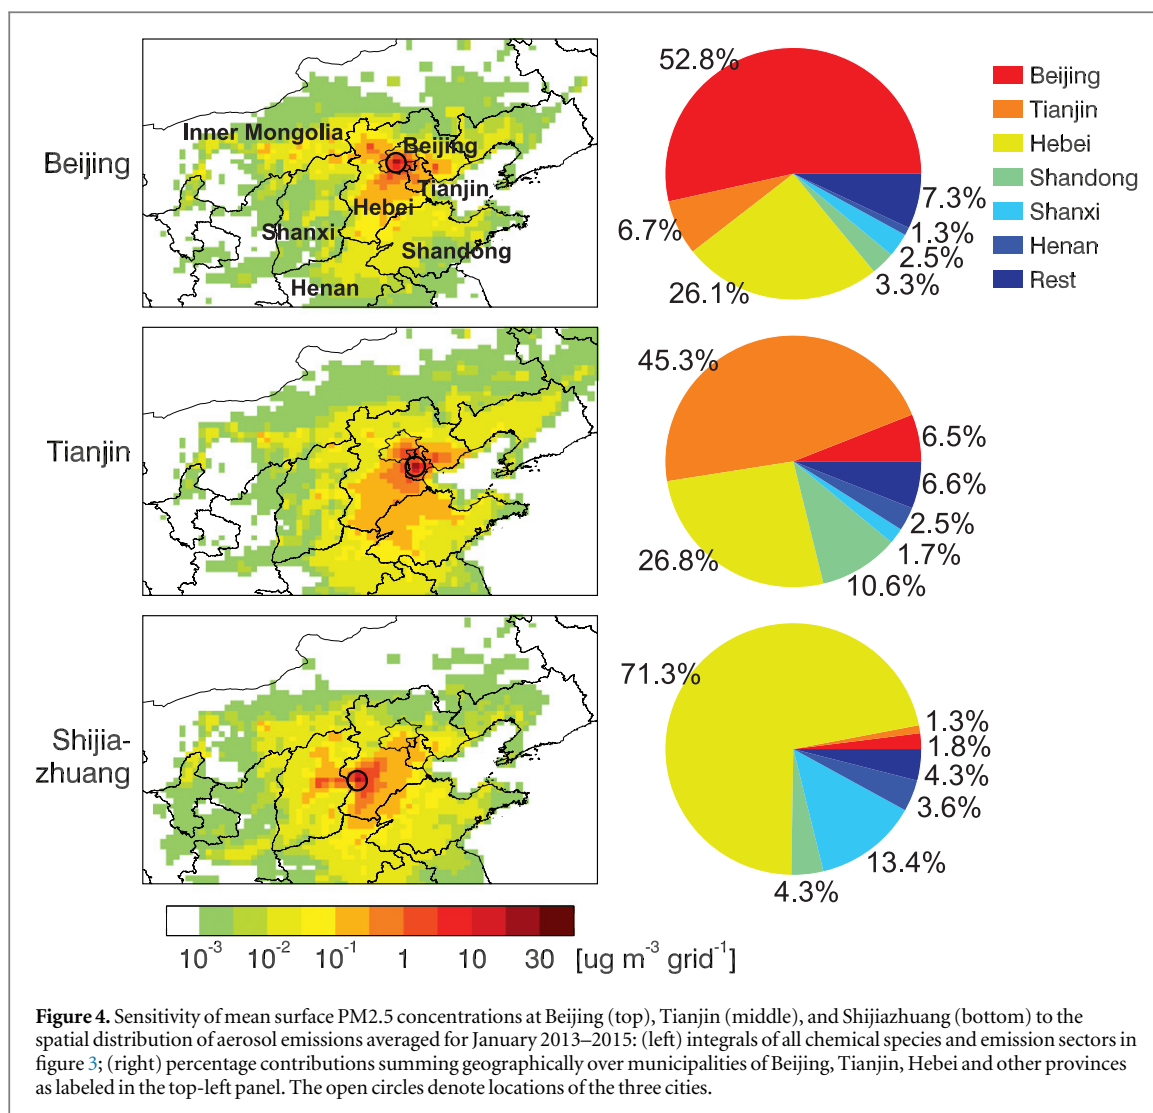 Beijing
Inner Mongolia
Beijing
Tianjin
Hebei
Shanxi
Shandong
Henan
52.8%
6.7%
26.1%
3.3%
2.5%
1.3%
7.3%
Beijing
Tianjin
Hebei
Shandong
Shanxi
Henan
Rest
Tianjin
45.3%
6.5%
6.6%
2.5%
1.7%
10.6%
26.8%
Shijia-
zhuang
71.3%
1.3%
1.8%
4.3%
3.6%
13.4%
4.3%
10⁻³ 10⁻² 10⁻¹ 1 10 30 [ug m⁻³ grid⁻¹]
Figure 4. Sensitivity of mean surface PM2.5 concentrations at Beijing (top), Tianjin (middle), and Shijiazhuang (bottom) to the
spatial distribution of aerosol emissions averaged for January 2013–2015: (left) integrals of all chemical species and emission sectors in
figure 3; (right) percentage contributions summing geographically over municipalities of Beijing, Tianjin, Hebei and other provinces
as labeled in the top-left panel. The open circles denote locations of the three cities.